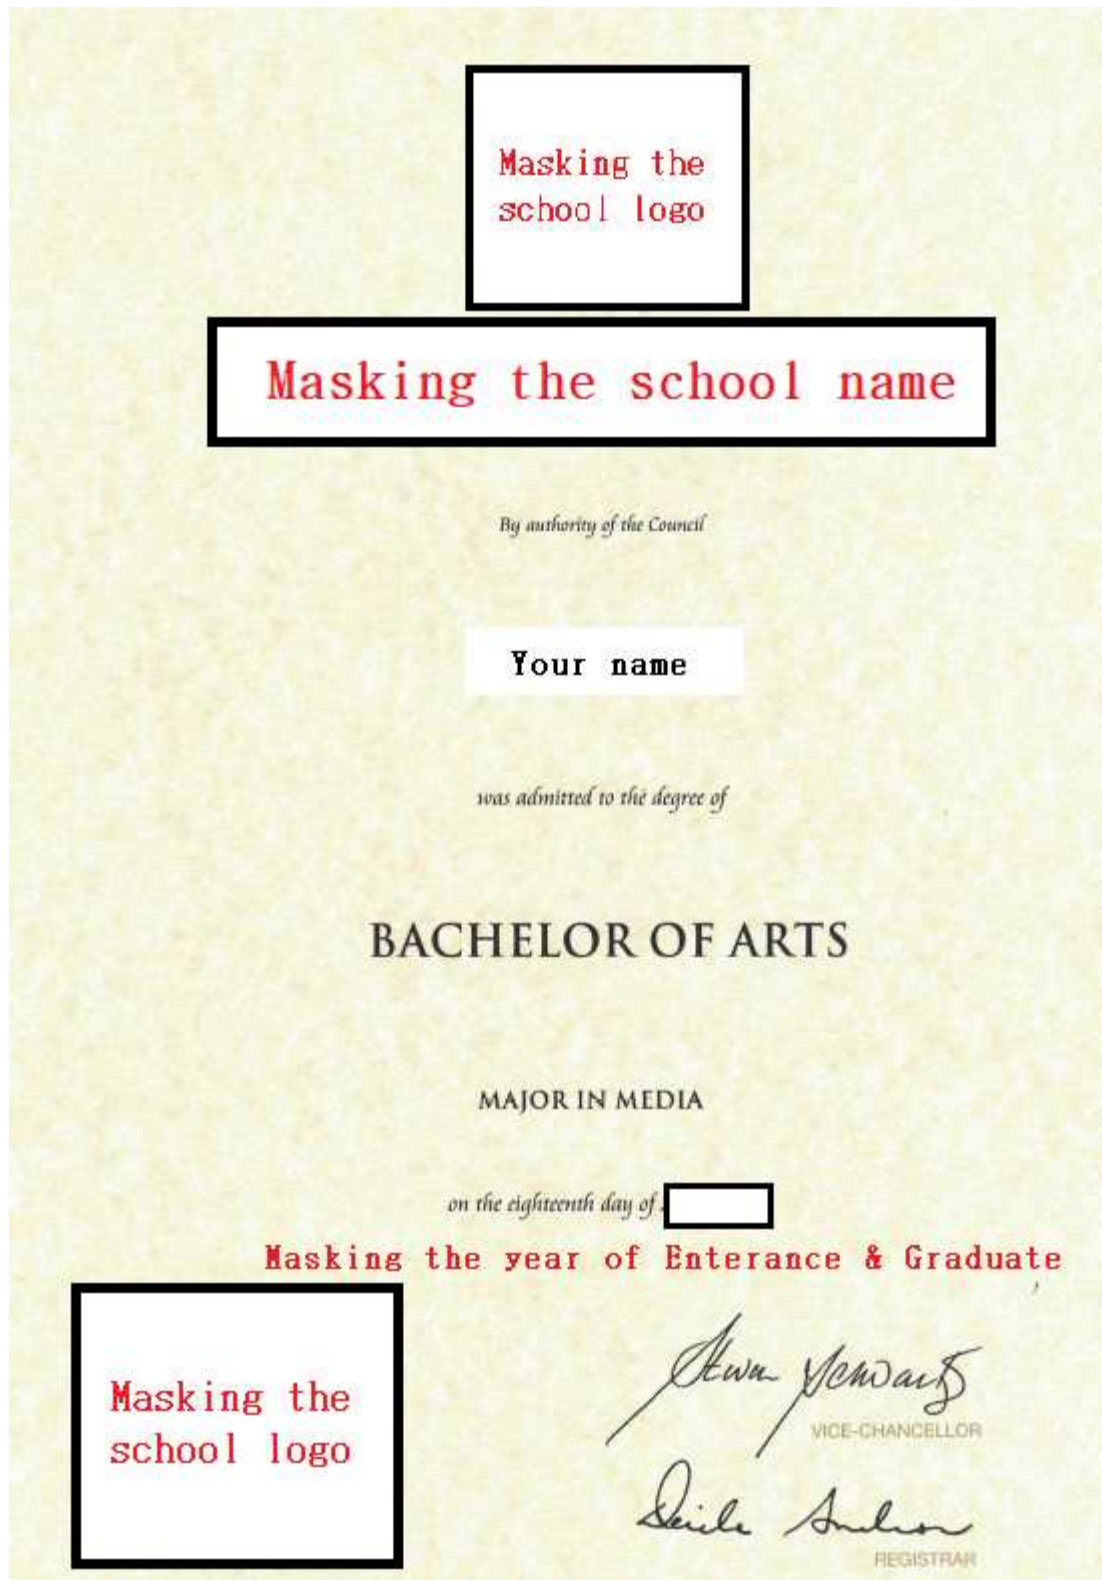 Masking the
school logo
Masking the school name
By authority of the Council
Your name
was admitted to the degree of
BACHELOR OF ARTS
MAJOR IN MEDIA
on the eighteenth day of
Masking the year of Enterance & Graduate
Masking the
school logo
VICE-CHANCELLOR
REGISTRAR